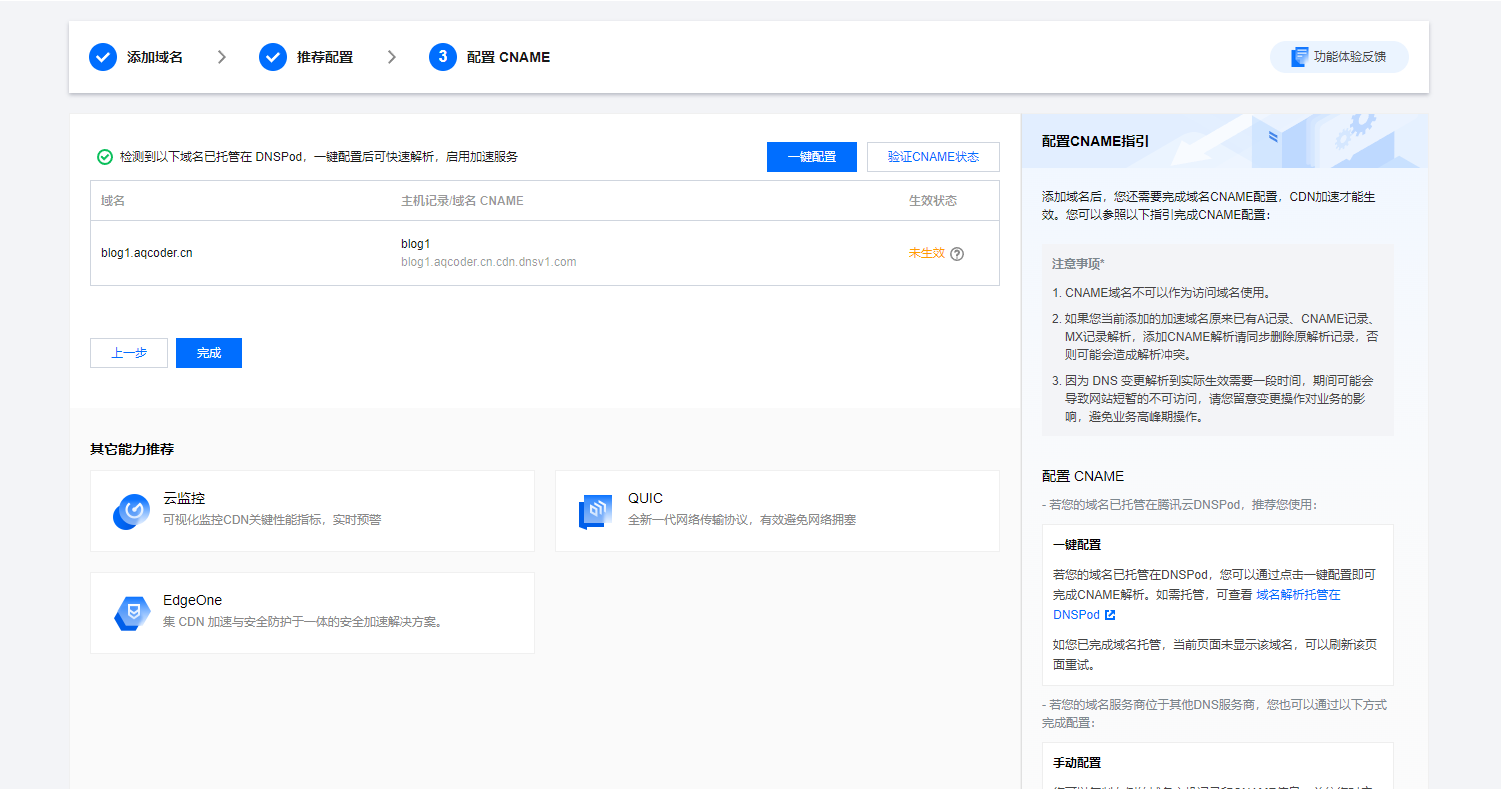 添加域名
推荐配置
3 配置 CNAME
功能体验反馈
检测到以下域名已托管在 DNSPod，一键配置后可快速解析，启用加速服务
一键配置
验证CNAME状态
域名 主机记录/域名 CNAME 生效状态
blog1.aqcoder.cn
blog1
blog1.aqcoder.cn.cdn.dnsv1.com
未生效
上一步
完成
其它能力推荐
云监控
可视化监控CDN关键性能指标，实时预警
QUIC
全新一代网络传输协议，有效避免网络拥塞
EdgeOne
集 CDN 加速与安全防护于一体的安全加速解决方案。
配置CNAME指引
添加域名后，您还需要完成域名CNAME配置，CDN加速才能生
效。您可以参照以下指引完成CNAME配置：
注意事项*
1. CNAME域名不可以作为访问域名使用。
2. 如果您当前添加的加速域名原来已有A记录、CNAME记录、
MX记录解析，添加CNAME解析请同步删除原解析记录，否
则可能会造成解析冲突。
3. 因为 DNS 变更解析到实际生效需要一段时间，期间可能会
导致网站短暂的不可访问，请您留意变更操作对业务的影
响，避免业务高峰期操作。
配置 CNAME
- 若您的域名已托管在腾讯云DNSPod，推荐您使用：
一键配置
若您的域名已托管在DNSPod，您可以通过点击一键配置即可
完成CNAME解析。如需托管，可查看 域名解析托管在
DNSPod
如您已完成域名托管，当前页面未显示该域名，可以刷新该页
面重试。
- 若您的域名服务商位于其他DNS服务商，您也可以通过以下方式
完成配置：
手动配置